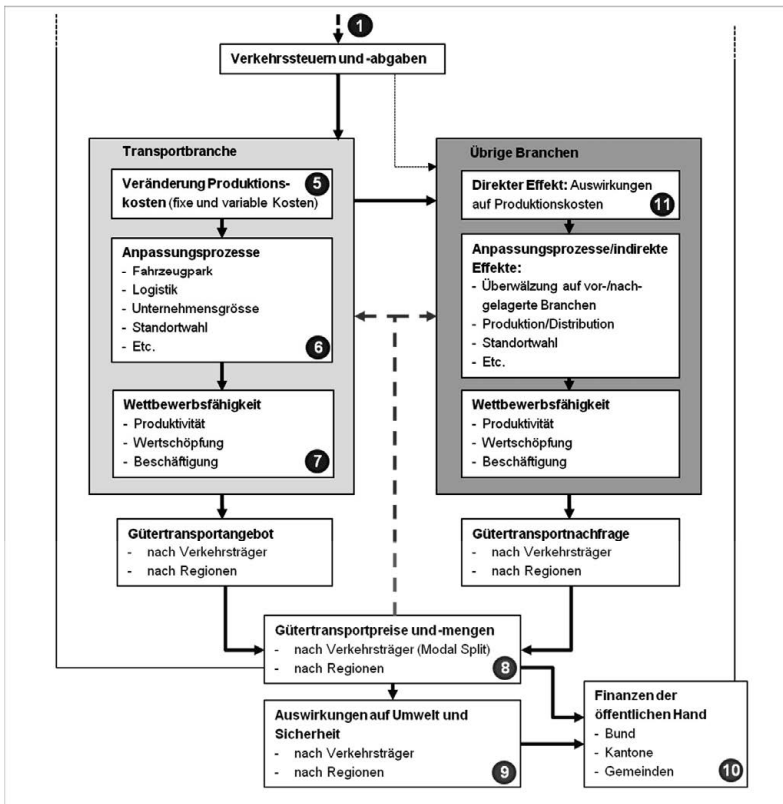 1
Verkehrssteuern und -abgaben
Transportbranche
Veränderung Produktions-
kosten (fixe und variable Kosten)
5
Anpassungsprozesse
- Fahrzeugpark
- Logistik
- Unternehmensgrösse
- Standortwahl
- Etc.
6
Wettbewerbsfähigkeit
- Produktivität
- Wertschöpfung
- Beschäftigung
7
Übrige Branchen
Direkter Effekt: Auswirkungen
auf Produktionskosten
11
Anpassungsprozesse/indirekte
Effekte:
- Überwälzung auf vor-/nach-
gelagerte Branchen
- Produktion/Distribution
- Standortwahl
- Etc.
Wettbewerbsfähigkeit
- Produktivität
- Wertschöpfung
- Beschäftigung
Gütertransportangebot
- nach Verkehrsträger
- nach Regionen
Gütertransportnachfrage
- nach Verkehrsträger
- nach Regionen
Gütertransportpreise und -mengen
- nach Verkehrsträger (Modal Split)
- nach Regionen
8
Auswirkungen auf Umwelt und
Sicherheit
- nach Verkehrsträger
- nach Regionen
9
Finanzen der
öffentlichen Hand
- Bund
- Kantone
- Gemeinden
10